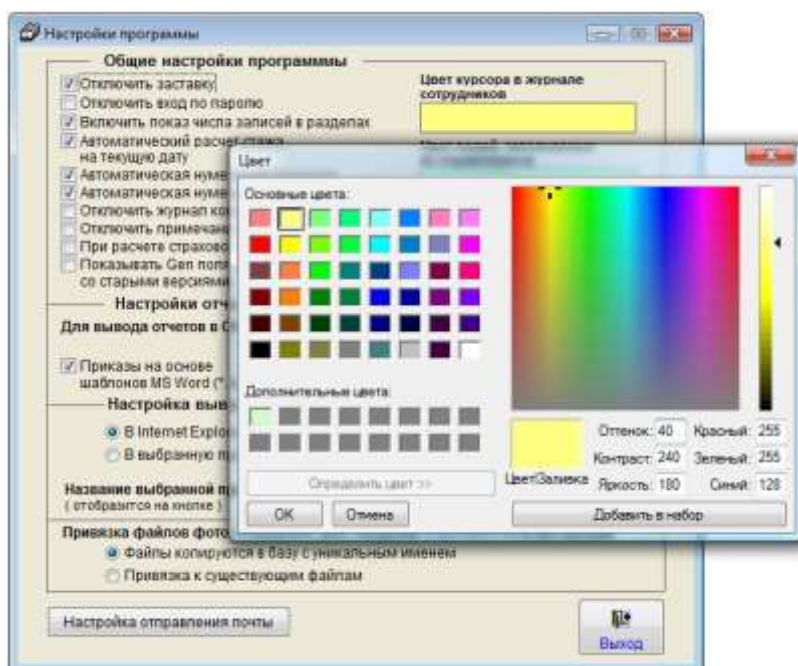 Настройки программы
Общие настройки программмы
Отключить заставку
Отключить вход по паролю
Включить показ числа записей в разделах
Автоматический расчет стажа
на текущую дату
Автоматическая нуме
Автоматическая нуме
Отключить журнал ко
Отключить примечан
При расчете страхово
Показывать Gen поля
со старыми версиями
Цвет курсора в журнале
сотрудников
Настройки отч
Для вывода отчетов в
Приказы на основе
шаблонов MS Word (*.
Настройка выв
В Internet Explo
В выбранную п
Название выбранной п
( отобразится на кнопке )
Привязка файлов фото
Файлы копируются в базу с уникальным именем
Привязка к существующим файлам
Настройка отправления почты
Выход
Цвет
Основные цвета:
Дополнительные цвета:
Определить цвет >>
ОК
Отмена
Цвет|Заливка
Оттенок: 40
Контраст: 240
Яркость: 180
Красный: 255
Зеленый: 255
Синий: 128
Добавить в набор